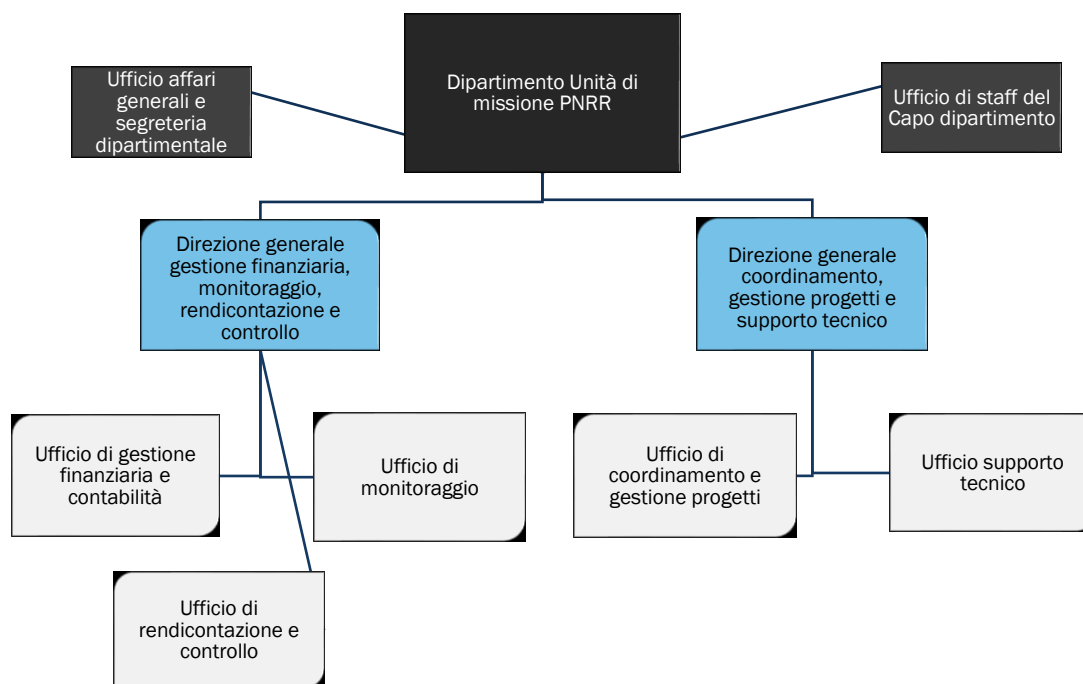 Dipartimento Unità di
missione PNRR
Ufficio affari
generali e
segreteria
dipartimentale
Ufficio di staff del
Capo dipartimento
Direzione generale
gestione finanziaria,
monitoraggio,
rendicontazione e
controllo
Direzione generale
coordinamento,
gestione progetti e
supporto tecnico
Ufficio di gestione
finanziaria e
contabilità
Ufficio di
monitoraggio
Ufficio di
coordinamento e
gestione progetti
Ufficio supporto
tecnico
Ufficio di
rendicontazione e
controllo